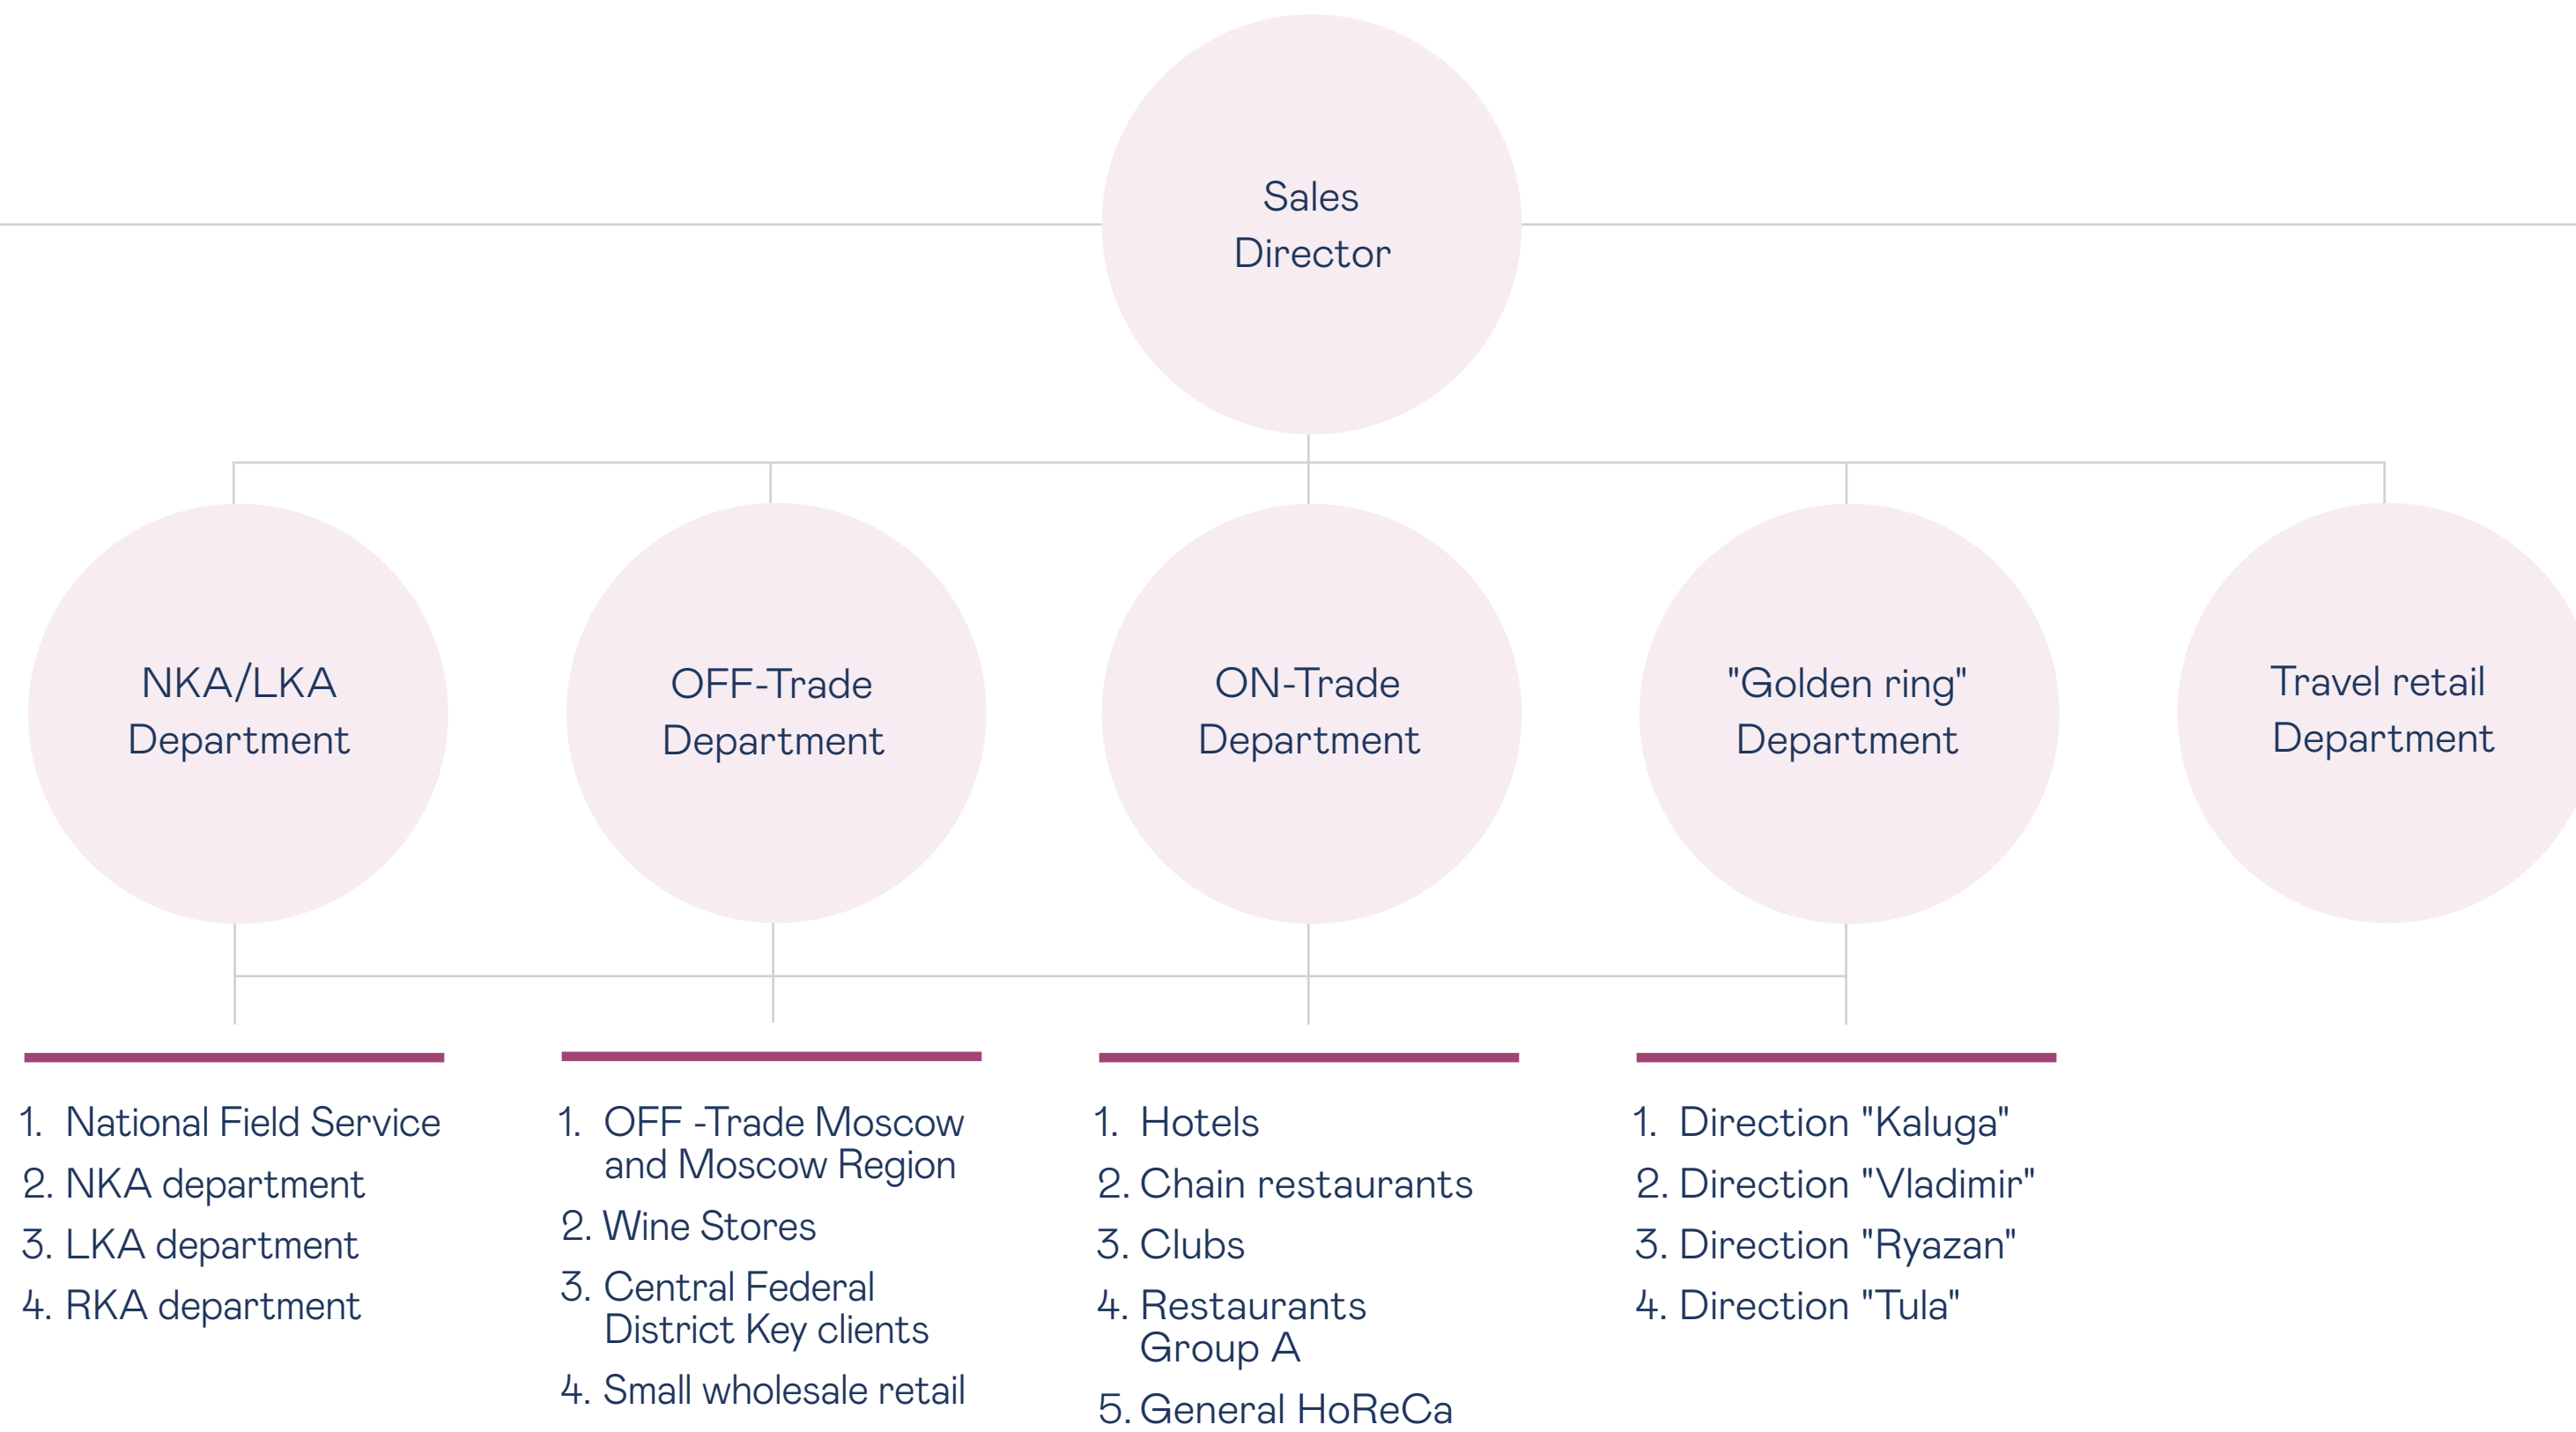 Sales
Director
NKA/LKA
Department
OFF-Trade
Department
ON-Trade
Department
"Golden ring"
Department
Travel retail
Department
1. National Field Service
2. NKA department
3. LKA department
4. RKA department
1. OFF -Trade Moscow
and Moscow Region
2. Wine Stores
3. Central Federal
District Key clients
4. Small wholesale retail
1. Hotels
2. Chain restaurants
3. Clubs
4. Restaurants
Group A
5. General HoReCa
1. Direction "Kaluga"
2. Direction "Vladimir"
3. Direction "Ryazan"
4. Direction "Tula"